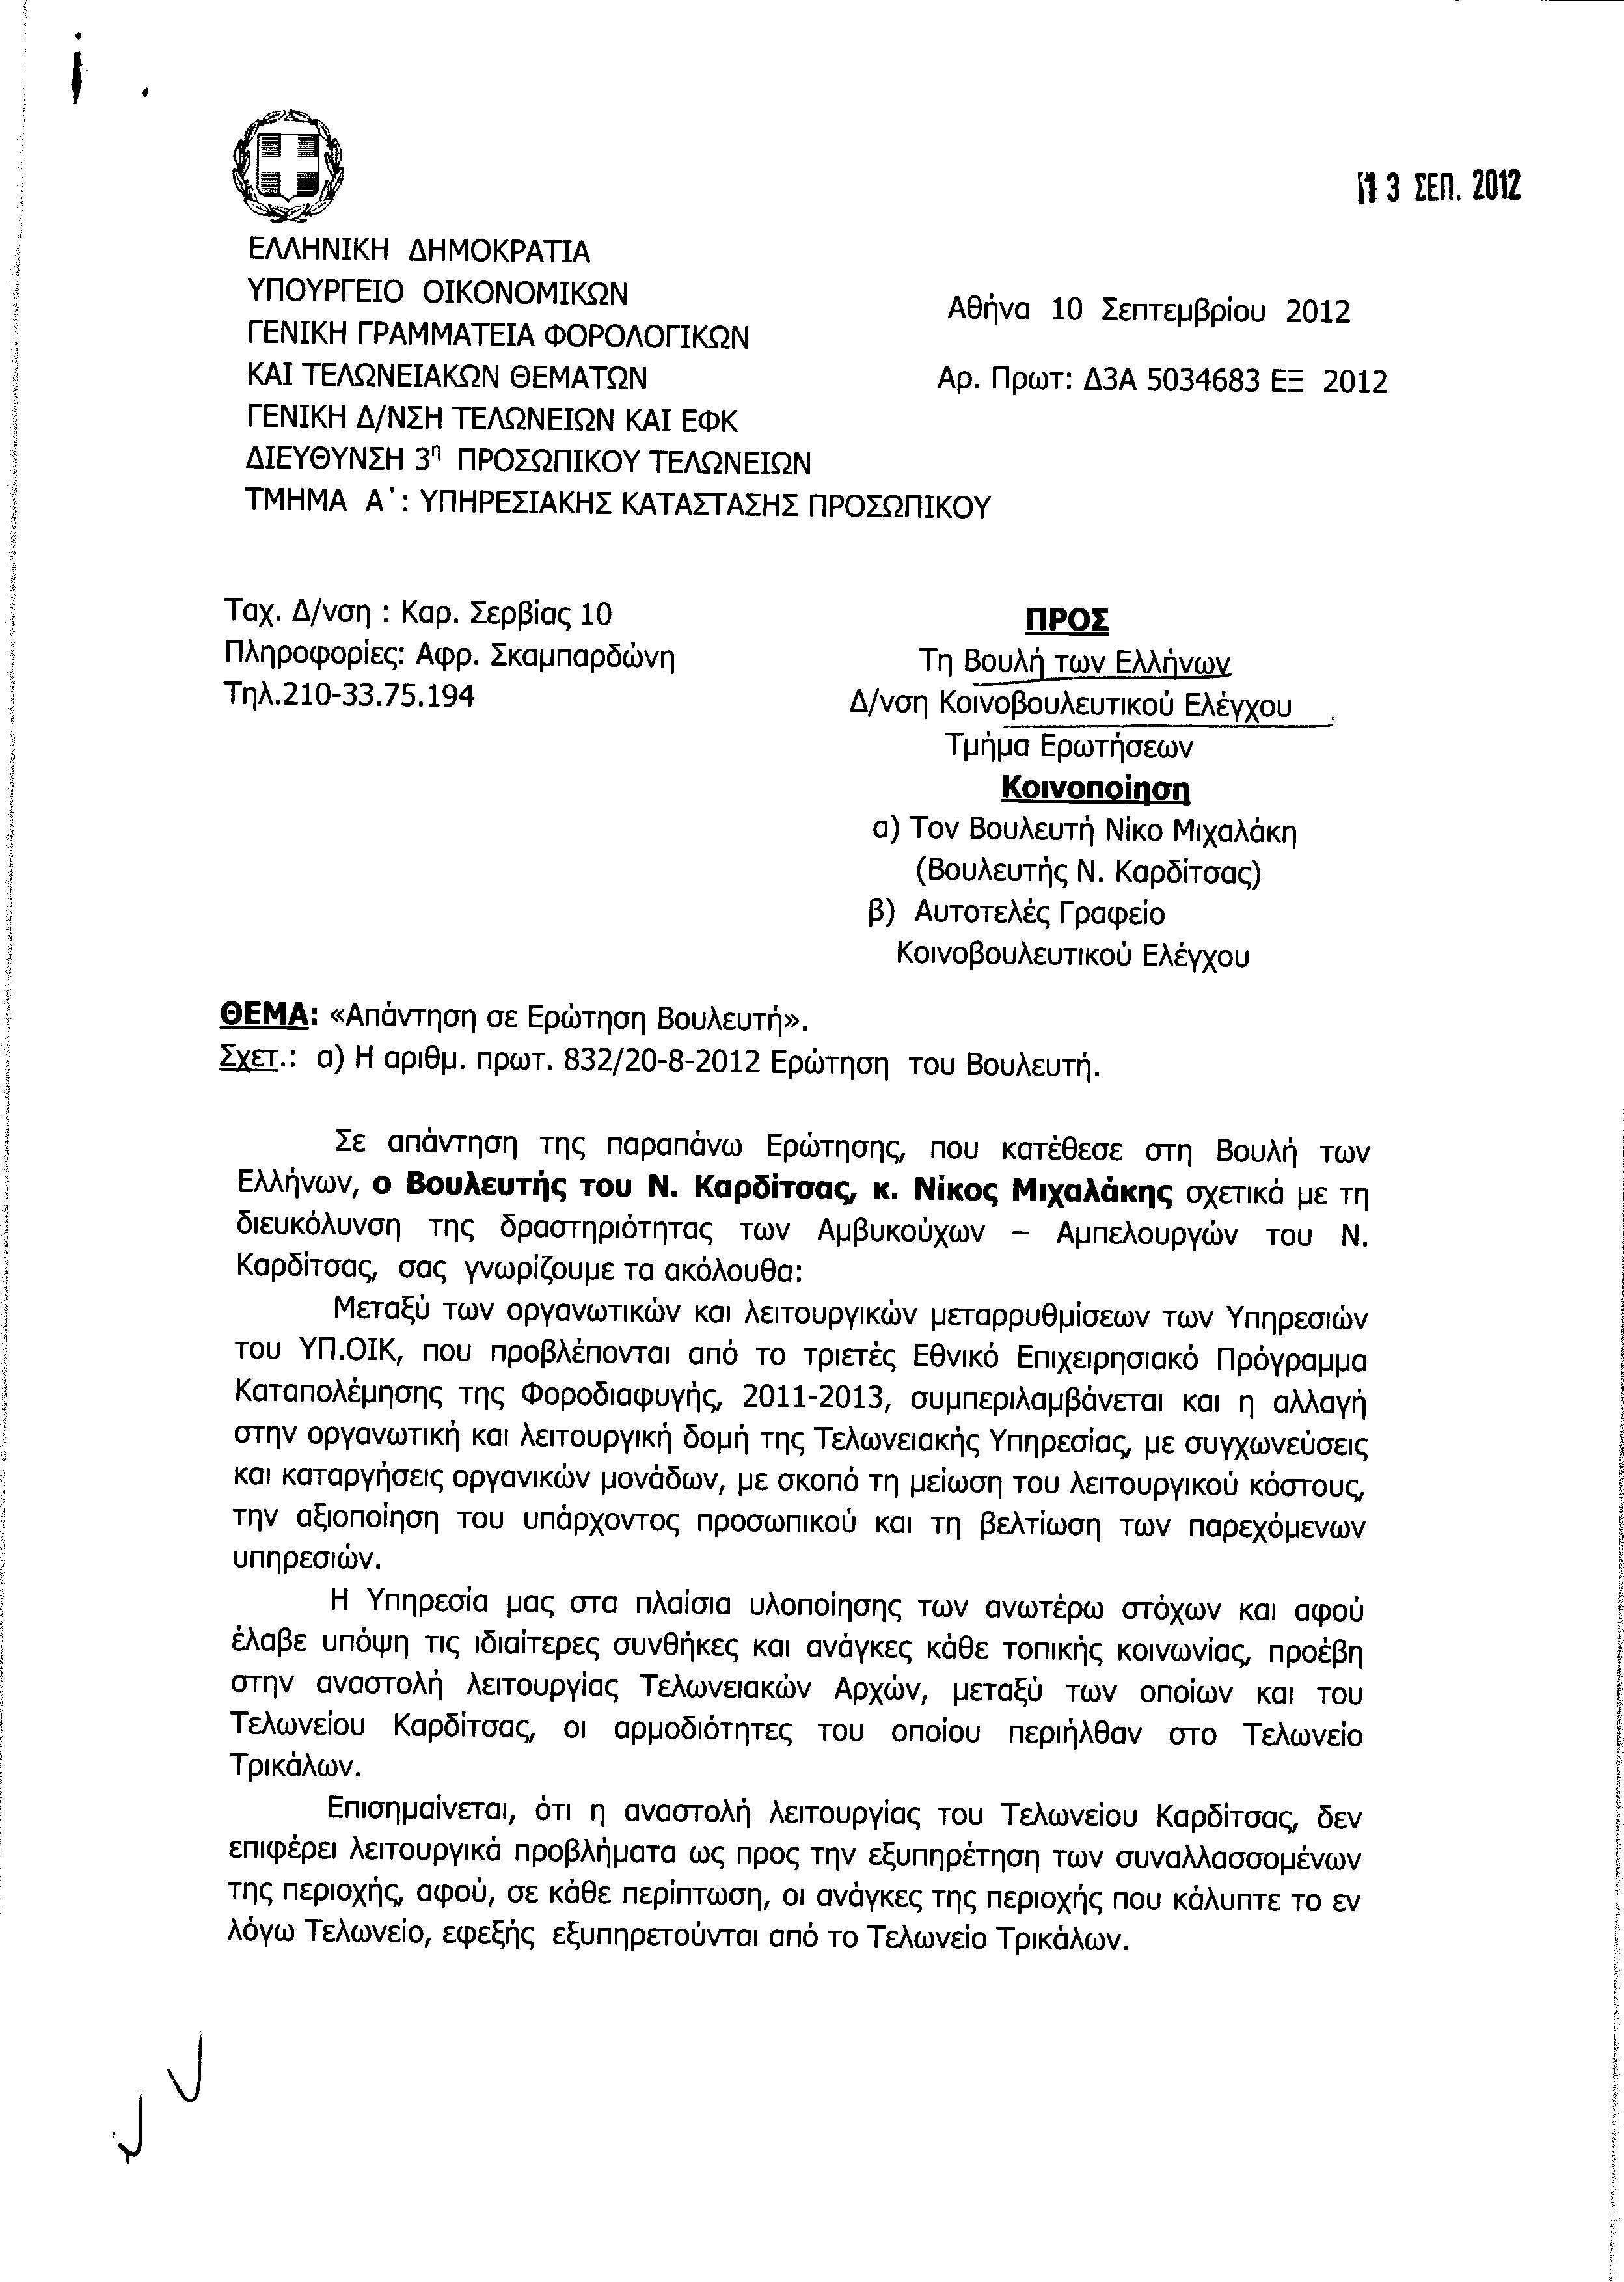 13 ΣΕΠ. 2012
ΕΛΛΗΝΙΚΗ ΔΗΜΟΚΡΑΤΙΑ
ΥΠΟΥΡΓΕΙΟ ΟΙΚΟΝΟΜΙΚΩΝ
ΓΕΝΙΚΗ ΓΡΑΜΜΑΤΕΙΑ ΦΟΡΟΛΟΓΙΚΩΝ
ΚΑΙ ΤΕΛΩΝΕΙΑΚΩΝ ΘΕΜΑΤΩΝ
ΓΕΝΙΚΗ Δ/ΝΣΗ ΤΕΛΩΝΕΙΩΝ ΚΑΙ ΕΦΚ
ΔΙΕΥΘΥΝΣΗ 3η ΠΡΟΣΩΠΙΚΟΥ ΤΕΛΩΝΕΙΩΝ
ΤΜΗΜΑ Α΄: ΥΠΗΡΕΣΙΑΚΗΣ ΚΑΤΑΣΤΑΣΗΣ ΠΡΟΣΩΠΙΚΟΥ
Αθήνα 10 Σεπτεμβρίου 2012
Αρ. Πρωτ: Δ3Α 5034683 ΕΞ 2012
Ταχ. Δ/νση : Καρ. Σερβίας 10
Πληροφορίες: Αφρ. Σκαμπαρδώνη
Τηλ.210-33.75.194
ΠΡΟΣ
Τη Βουλή των Ελλήνων
Δ/νση Κοινοβουλευτικού Ελέγχου
Τμήμα Ερωτήσεων
Κοινοποίηση
α) Τον Βουλευτή Νίκο Μιχαλάκη
(Βουλευτής Ν. Καρδίτσας)
β) Αυτοτελές Γραφείο
Κοινοβουλευτικού Ελέγχου
ΘΕΜΑ: «Απάντηση σε Ερώτηση Βουλευτή».
Σχετ.: α) Η αριθμ. πρωτ. 832/20-8-2012 Ερώτηση του Βουλευτή.
Σε απάντηση της παραπάνω Ερώτησης, που κατέθεσε στη Βουλή των
Ελλήνων, ο Βουλευτής του Ν. Καρδίτσας, κ. Νίκος Μιχαλάκης σχετικά με τη
διευκόλυνση της δραστηριότητας των Αμβυκούχων – Αμπελουργών του Ν.
Καρδίτσας, σας γνωρίζουμε τα ακόλουθα:
Μεταξύ των οργανωτικών και λειτουργικών μεταρρυθμίσεων των Υπηρεσιών
του ΥΠ.ΟΙΚ, που προβλέπονται από το τριετές Εθνικό Επιχειρησιακό Πρόγραμμα
Καταπολέμησης της Φοροδιαφυγής, 2011-2013, συμπεριλαμβάνεται και η αλλαγή
στην οργανωτική και λειτουργική δομή της Τελωνειακής Υπηρεσίας, με συγχωνεύσεις
και καταργήσεις οργανικών μονάδων, με σκοπό τη μείωση του λειτουργικού κόστους,
την αξιοποίηση του υπάρχοντος προσωπικού και τη βελτίωση των παρεχόμενων
υπηρεσιών.
Η Υπηρεσία μας στα πλαίσια υλοποίησης των ανωτέρω στόχων και αφού
έλαβε υπόψη τις ιδιαίτερες συνθήκες και ανάγκες κάθε τοπικής κοινωνίας, προέβη
στην αναστολή λειτουργίας Τελωνειακών Αρχών, μεταξύ των οποίων και του
Τελωνείου Καρδίτσας, οι αρμοδιότητες του οποίου περιήλθαν στο Τελωνείο
Τρικάλων.
Επισημαίνεται, ότι η αναστολή λειτουργίας του Τελωνείου Καρδίτσας, δεν
επιφέρει λειτουργικά προβλήματα ως προς την εξυπηρέτηση των συναλλασσομένων
της περιοχής, αφού, σε κάθε περίπτωση, οι ανάγκες της περιοχής που κάλυπτε το εν
λόγω Τελωνείο, εφεξής εξυπηρετούνται από το Τελωνείο Τρικάλων.